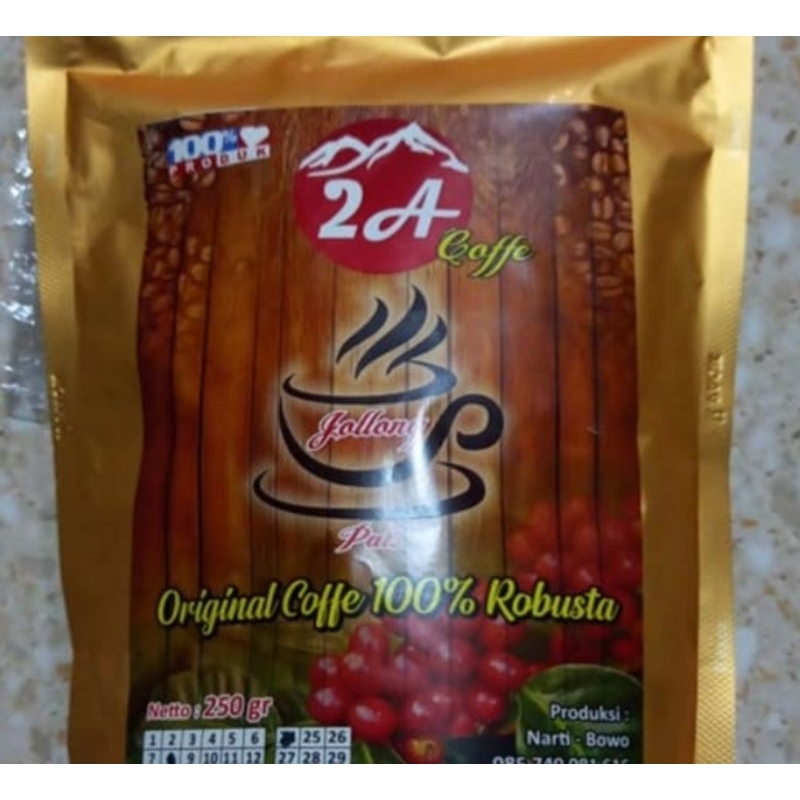 100%
PRODUK
2A
Coffe
Jollong
Original Coffe 100% Robusta
Netto : 250 gr
Produksi :
Narti - Bowo
1 2 3 4 5 6
25 26
7 9 10 11 12
27 28 29